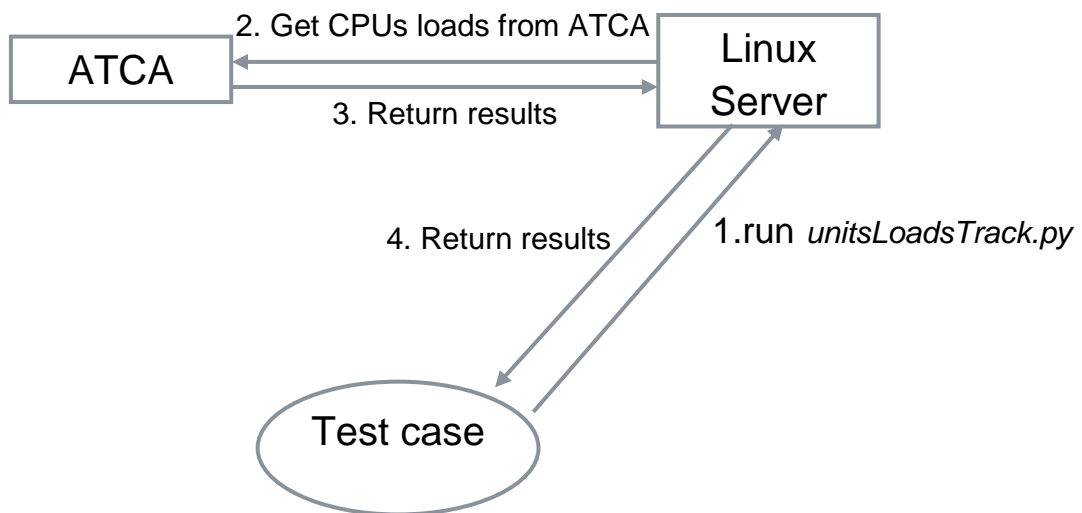 2. Get CPUs loads from ATCA
ATCA
Linux
Server
3. Return results
4. Return results
1.run unitsLoadsTrack.py
Test case